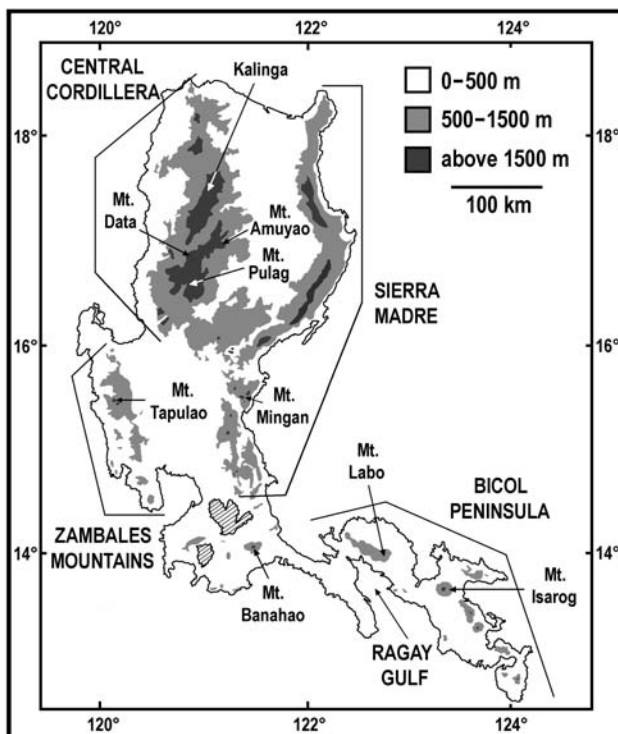 120°
122°
124°
CENTRAL
CORDILLERA
Kalinga
0–500 m
500–1500 m
above 1500 m
100 km
18°
18°
Mt.
Data
Mt.
Amuyao
Mt.
Pulag
SIERRA
MADRE
16°
16°
Mt.
Tapulao
Mt.
Mingan
Mt.
Labo
BICOL
PENINSULA
ZAMBALES
MOUNTAINS
14°
14°
Mt.
Banahao
Mt.
Isarog
RAGAY
GULF
120°
122°
124°